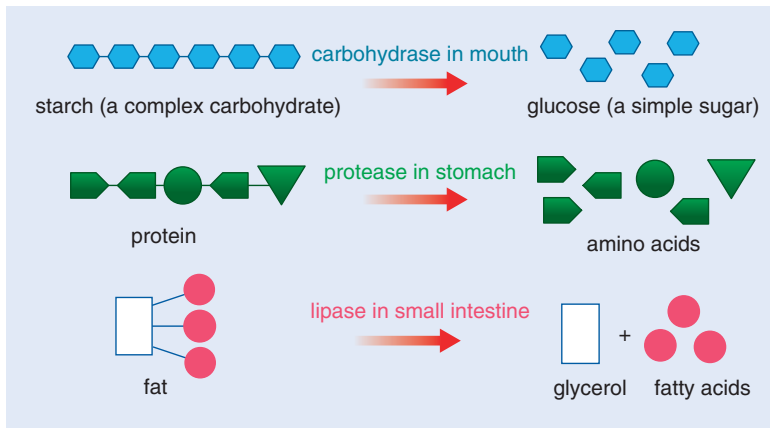 carbohydrase in mouth
starch (a complex carbohydrate)
glucose (a simple sugar)
protease in stomach
protein
amino acids
lipase in small intestine
+
fat
glycerol
fatty acids